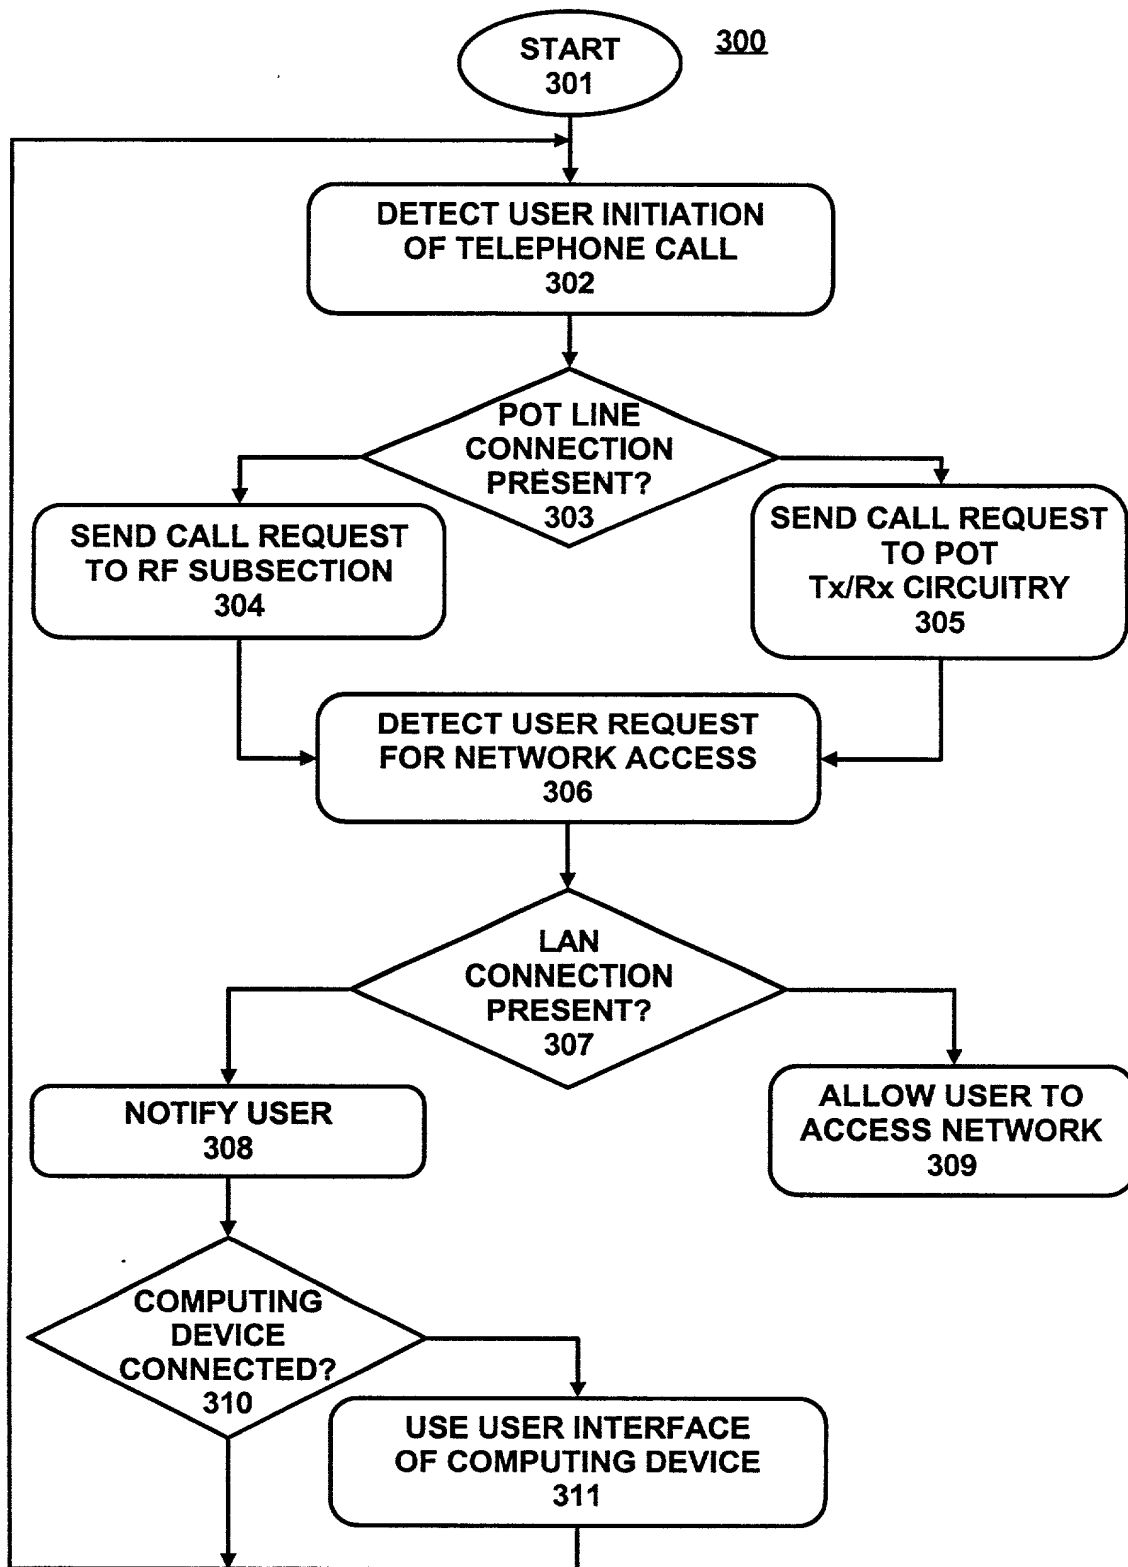 START
301
300
DETECT USER INITIATION
OF TELEPHONE CALL
302
POT LINE
CONNECTION
PRESENT?
303
SEND CALL REQUEST
TO RF SUBSECTION
304
SEND CALL REQUEST
TO POT
Tx/Rx CIRCUITRY
305
DETECT USER REQUEST
FOR NETWORK ACCESS
306
LAN
CONNECTION
PRESENT?
307
NOTIFY USER
308
ALLOW USER TO
ACCESS NETWORK
309
COMPUTING
DEVICE
CONNECTED?
310
USE USER INTERFACE
OF COMPUTING DEVICE
311